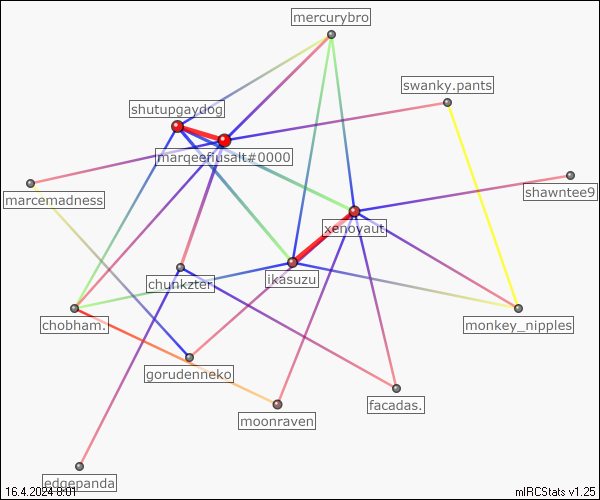 mercurybro
swanky.pants
shutupgaydog
marqeeflusalt#0000
shawntee9
marcemadness
xenoyaut
chunkzter
ikasuzu
chobham.
monkey_nipples
gorudenneko
facadas.
moonraven
edgepanda
16.4.2024 0:01
mIRCStats v1.25